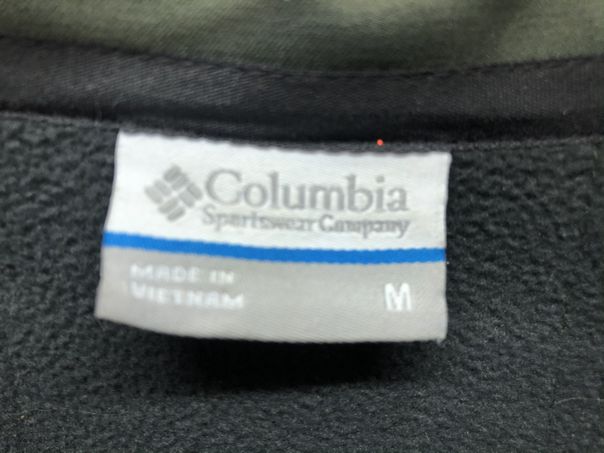 Columbia
Sportswear Company
MADE IN
VIETNAM
M